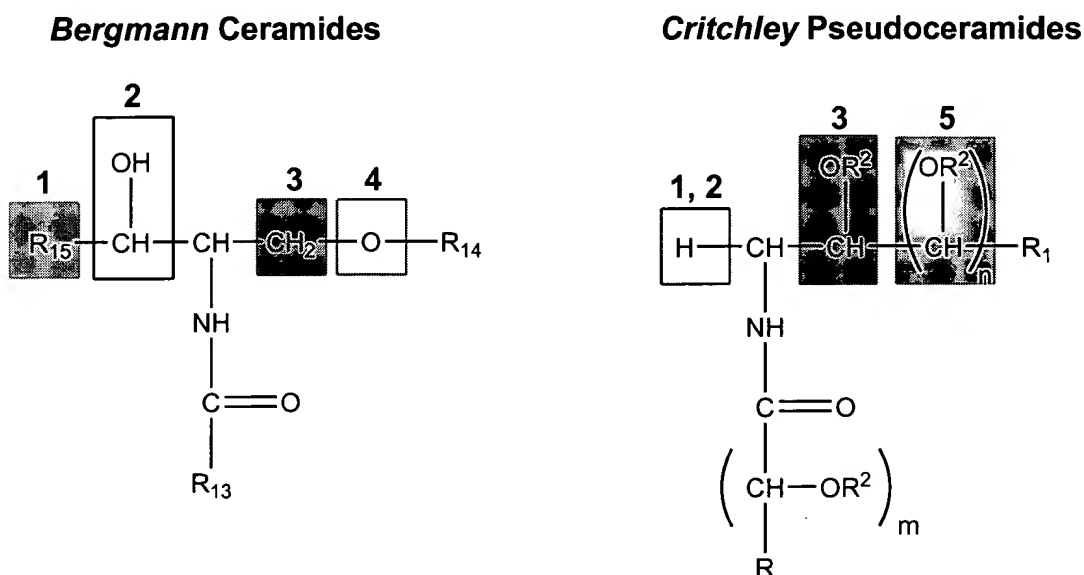 Bergmann Ceramides
Critchley Pseudoceramides
2
OH
1
3
4
R₁₅—CH—CH—CH₂—O—R₁₄
NH
C=O
R₁₃
3
5
OR²
OR²
1, 2
H—CH—CH—(CH)n—R₁
NH
C=O
(CH—OR²)m
R